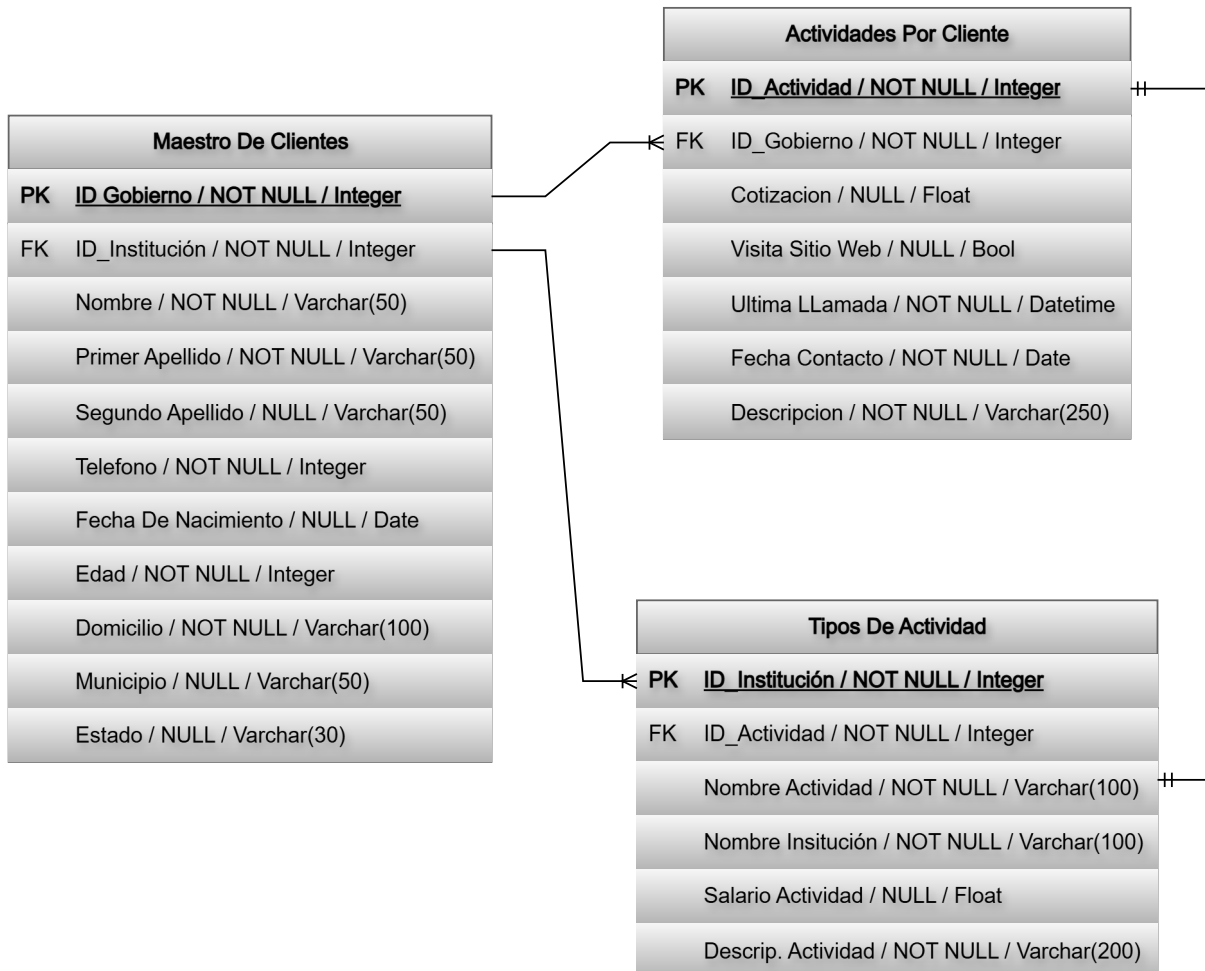 Actividades Por Cliente
PK ID_Actividad / NOT NULL / Integer
FK ID_Gobierno / NOT NULL / Integer
Cotizacion / NULL / Float
Visita Sitio Web / NULL / Bool
Ultima LLamada / NOT NULL / Datetime
Fecha Contacto / NOT NULL / Date
Descripcion / NOT NULL / Varchar(250)
Maestro De Clientes
PK ID Gobierno / NOT NULL / Integer
FK ID_Institución / NOT NULL / Integer
Nombre / NOT NULL / Varchar(50)
Primer Apellido / NOT NULL / Varchar(50)
Segundo Apellido / NULL / Varchar(50)
Telefono / NOT NULL / Integer
Fecha De Nacimiento / NULL / Date
Edad / NOT NULL / Integer
Domicilio / NOT NULL / Varchar(100)
Municipio / NULL / Varchar(50)
Estado / NULL / Varchar(30)
Tipos De Actividad
PK ID_Institución / NOT NULL / Integer
FK ID_Actividad / NOT NULL / Integer
Nombre Actividad / NOT NULL / Varchar(100)
Nombre Insitución / NOT NULL / Varchar(100)
Salario Actividad / NULL / Float
Descrip. Actividad / NOT NULL / Varchar(200)